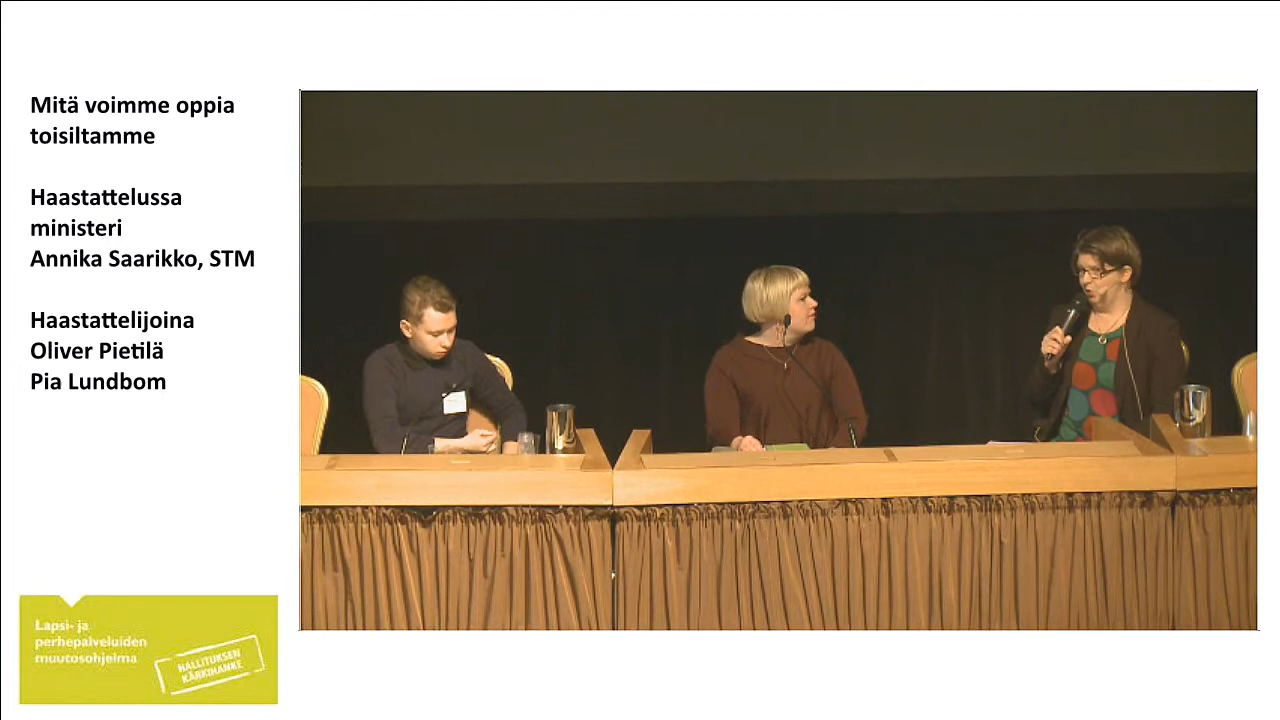 Mitä voimme oppia
toisiltamme
Haastattelussa
ministeri
Annika Saarikko, STM
Haastattelijoina
Oliver Pietilä
Pia Lundbom
Lapsi- ja
perhepalveluiden
muutosohjelma
HALLITUKSEN
KÄRKIHANKE